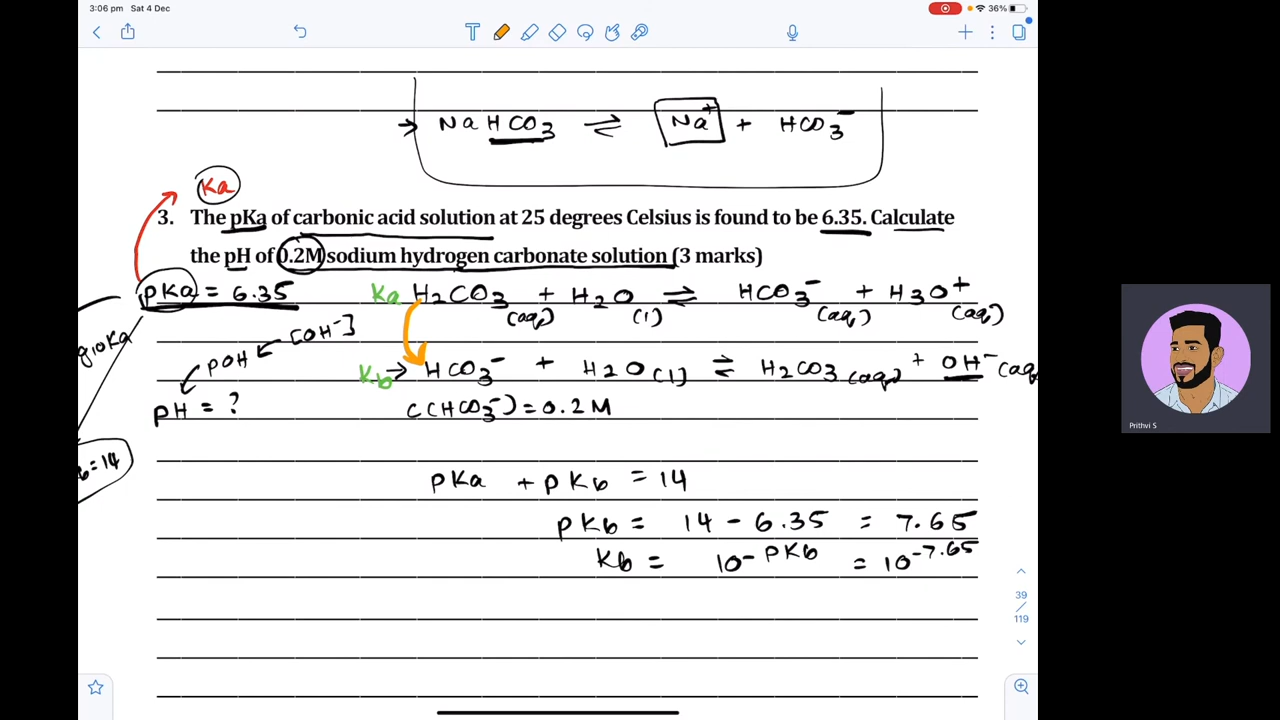 3:06 pm Sat 4 Dec
36%
→ NaHCO3 ⇌ Na+ + HCO3−
Ka
3. The pKa of carbonic acid solution at 25 degrees Celsius is found to be 6.35. Calculate
the pH of 0.2M sodium hydrogen carbonate solution (3 marks)
pKa = 6.35
Ka H2CO3 (aq) + H2O (l) ⇌ HCO3− (aq) + H3O+ (aq)
g10Ka
pOH ← [OH−]
Kb → HCO3− + H2O (l) ⇌ H2CO3 (aq) + OH− (aq)
pH = ?
C(HCO3−) = 0.2M
b = 14
pKa + pKb = 14
pKb = 14 − 6.35 = 7.65
Kb = 10−pKb = 10−7.65
39
/
119
Prithvi S